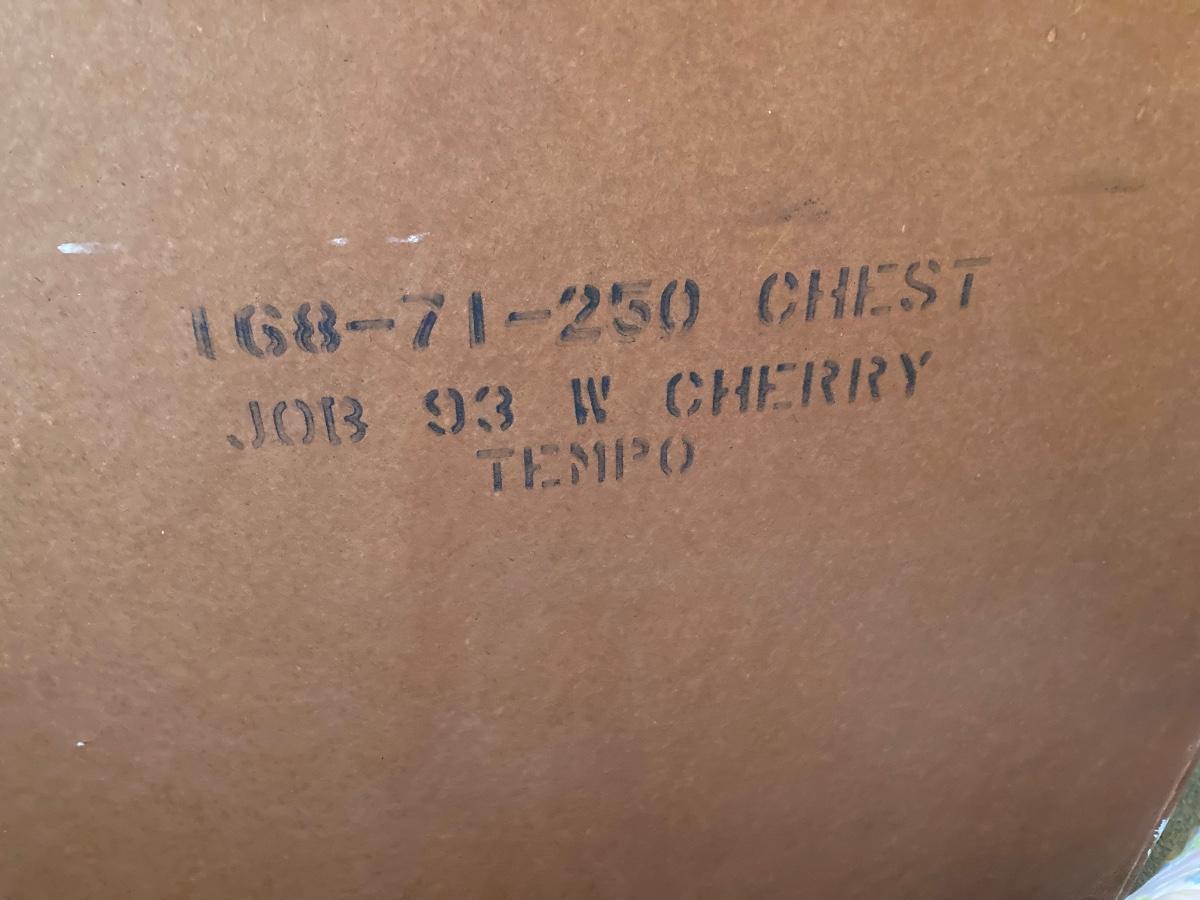 168-71-250 CHEST
JOB 93 W CHERRY
TEMPO